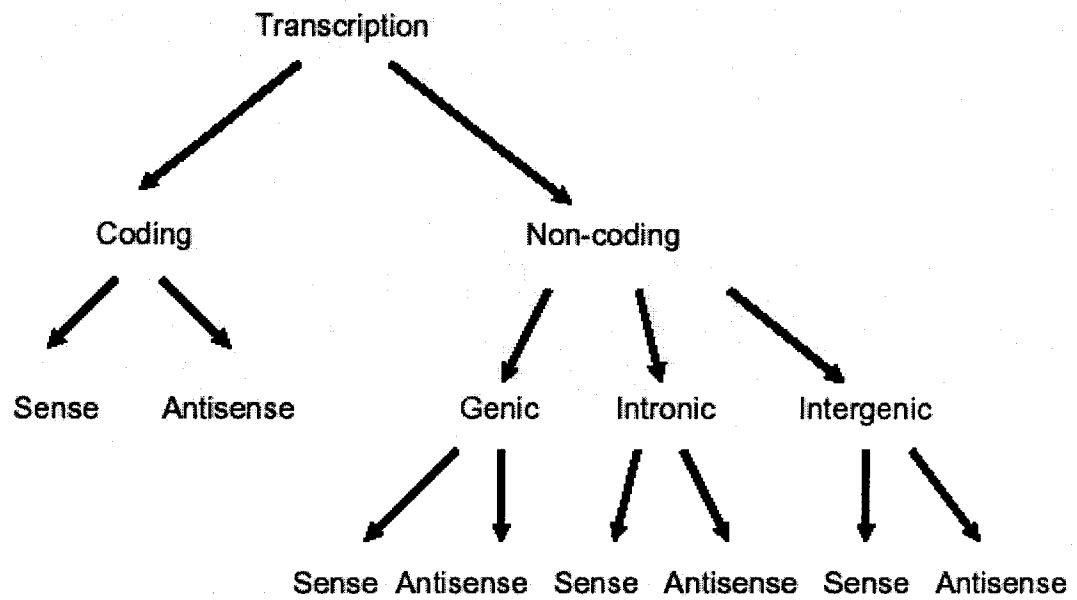 Transcription
Coding Non-coding
Sense Antisense Genic Intronic Intergenic
Sense Antisense Sense Antisense Sense Antisense